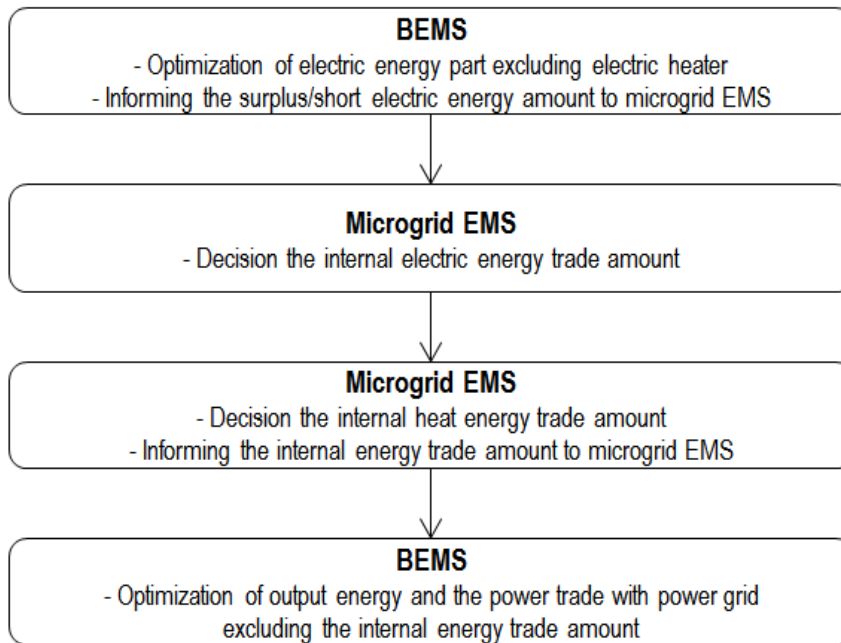 BEMS
- Optimization of electric energy part excluding electric heater
- Informing the surplus/short electric energy amount to microgrid EMS
Microgrid EMS
- Decision the internal electric energy trade amount
Microgrid EMS
- Decision the internal heat energy trade amount
- Informing the internal energy trade amount to microgrid EMS
BEMS
- Optimization of output energy and the power trade with power grid
excluding the internal energy trade amount